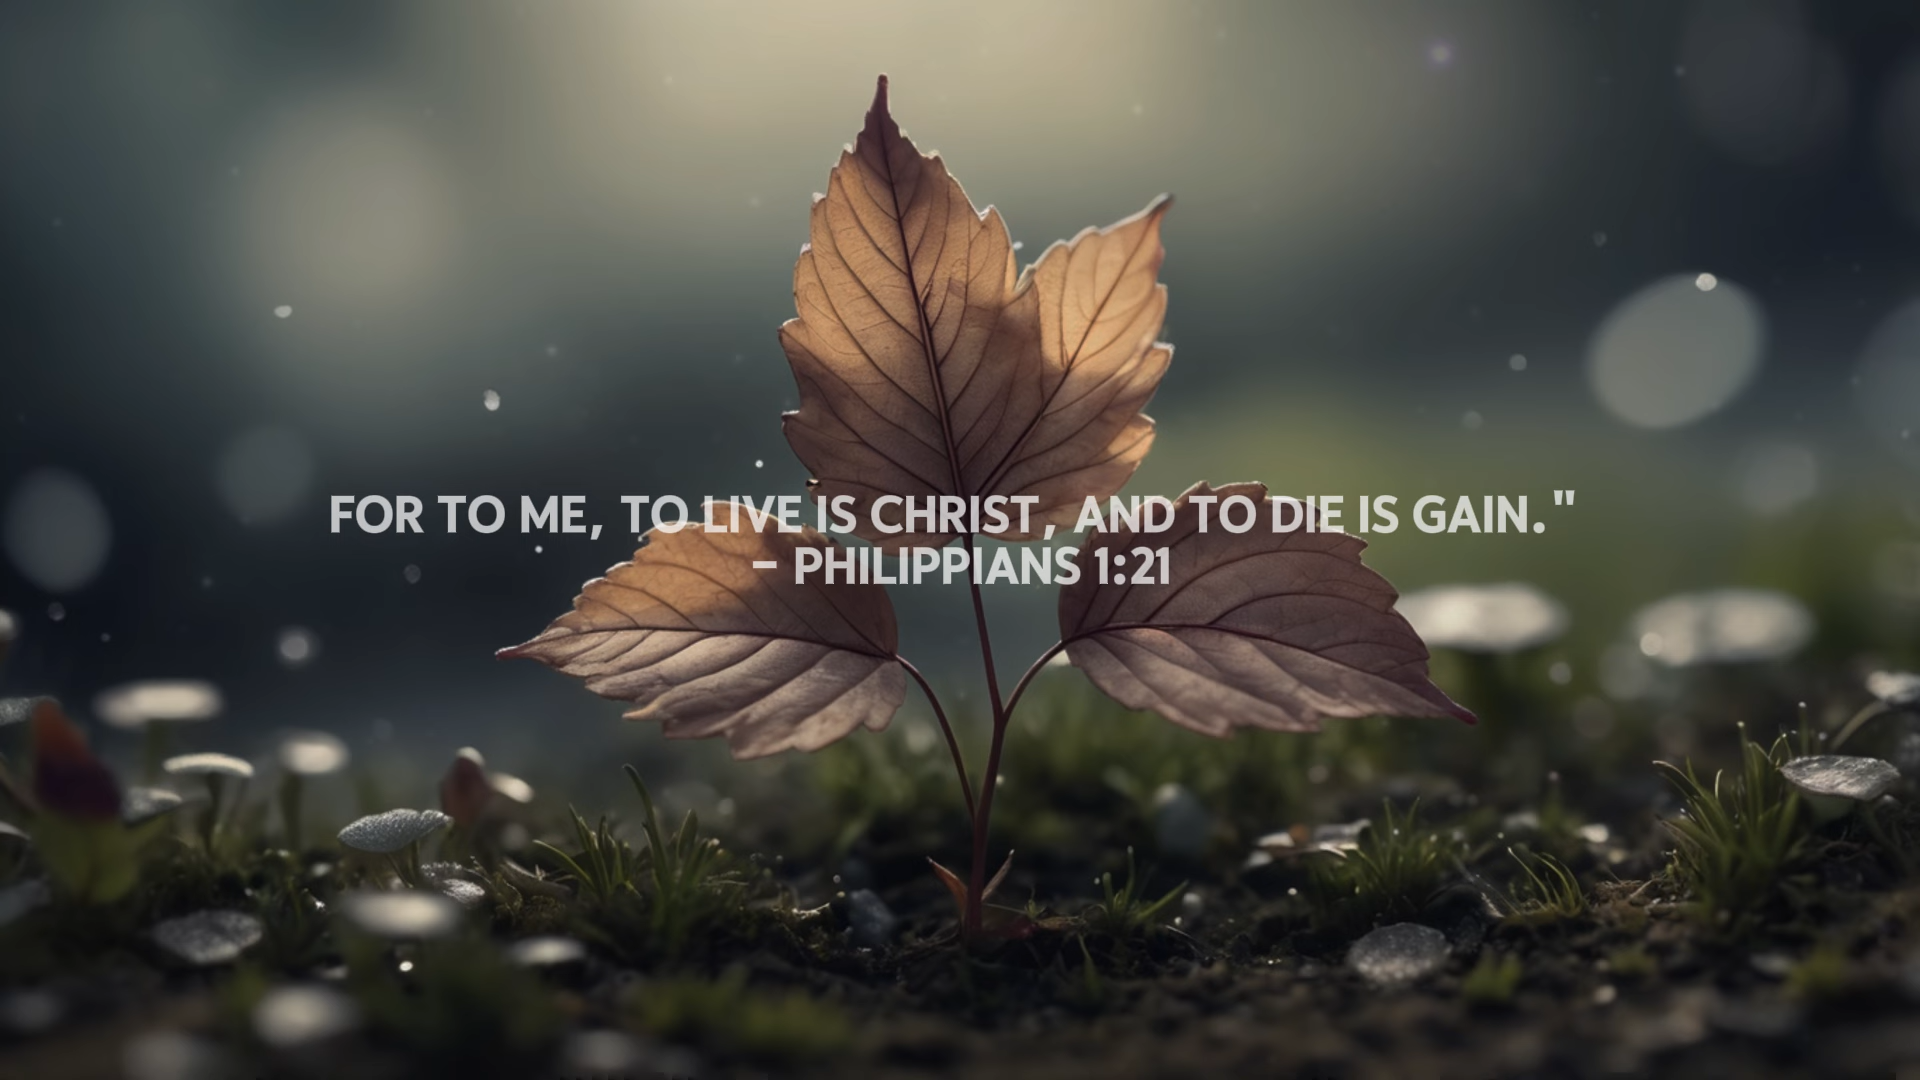 FOR TO ME, TO LIVE IS CHRIST, AND TO DIE IS GAIN."
– PHILIPPIANS 1:21